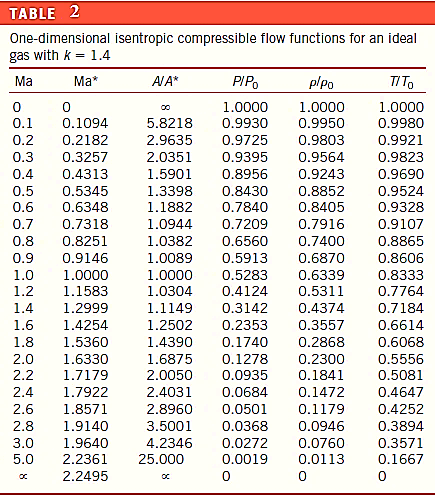 TABLE 2
One-dimensional isentropic compressible flow functions for an ideal
gas with k = 1.4
Ma Ma* A/A* P/P₀ ρ/ρ₀ T/T₀
0 0 ∞ 1.0000 1.0000 1.0000
0.1 0.1094 5.8218 0.9930 0.9950 0.9980
0.2 0.2182 2.9635 0.9725 0.9803 0.9921
0.3 0.3257 2.0351 0.9395 0.9564 0.9823
0.4 0.4313 1.5901 0.8956 0.9243 0.9690
0.5 0.5345 1.3398 0.8430 0.8852 0.9524
0.6 0.6348 1.1882 0.7840 0.8405 0.9328
0.7 0.7318 1.0944 0.7209 0.7916 0.9107
0.8 0.8251 1.0382 0.6560 0.7400 0.8865
0.9 0.9146 1.0089 0.5913 0.6870 0.8606
1.0 1.0000 1.0000 0.5283 0.6339 0.8333
1.2 1.1583 1.0304 0.4124 0.5311 0.7764
1.4 1.2999 1.1149 0.3142 0.4374 0.7184
1.6 1.4254 1.2502 0.2353 0.3557 0.6614
1.8 1.5360 1.4390 0.1740 0.2868 0.6068
2.0 1.6330 1.6875 0.1278 0.2300 0.5556
2.2 1.7179 2.0050 0.0935 0.1841 0.5081
2.4 1.7922 2.4031 0.0684 0.1472 0.4647
2.6 1.8571 2.8960 0.0501 0.1179 0.4252
2.8 1.9140 3.5001 0.0368 0.0946 0.3894
3.0 1.9640 4.2346 0.0272 0.0760 0.3571
5.0 2.2361 25.000 0.0019 0.0113 0.1667
∞ 2.2495 ∞ 0 0 0